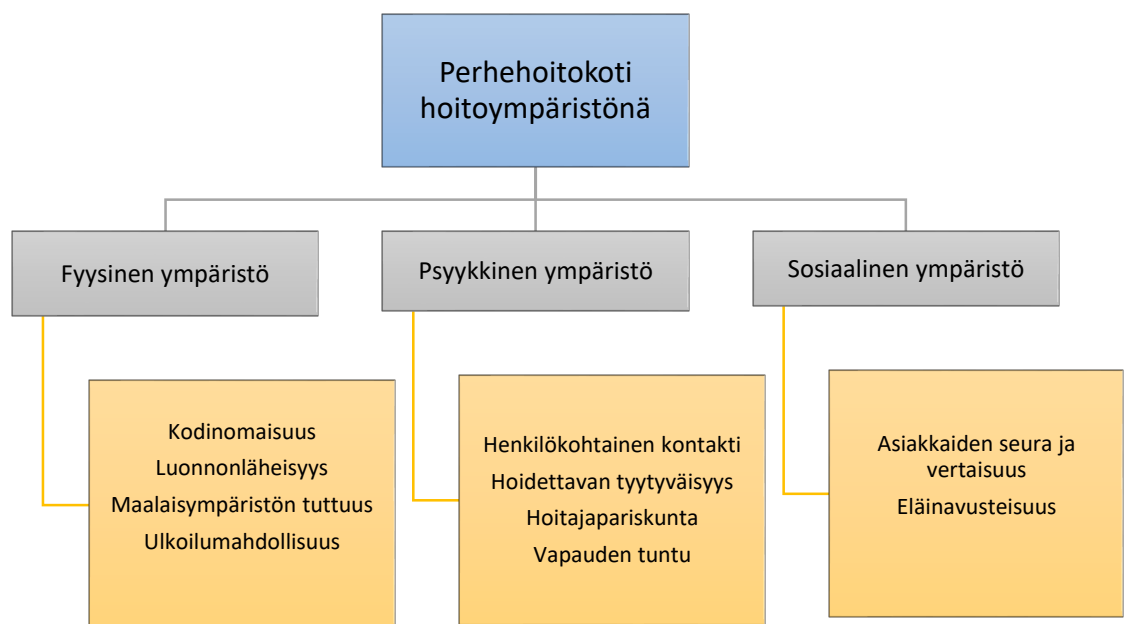 Perhehoitokoti
hoitoympäristönä
Fyysinen ympäristö
Psyykkinen ympäristö
Sosiaalinen ympäristö
Kodinomaisuus
Luonnonläheisyys
Maalaisympäristön tuttuus
Ulkoilumahdollisuus
Henkilökohtainen kontakti
Hoidettavan tyytyväisyys
Hoitajapariskunta
Vapauden tuntu
Asiakkaiden seura ja
vertaisuus
Eläinavusteisuus